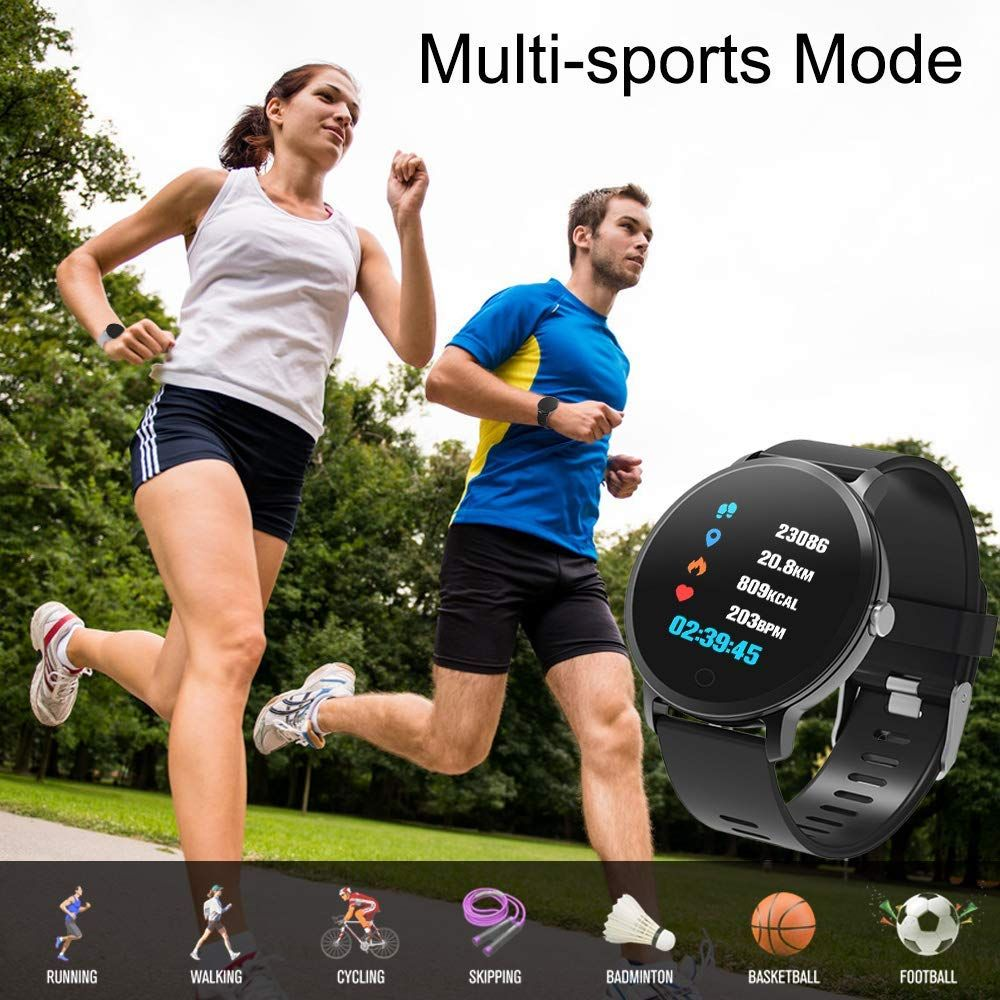 Multi-sports Mode
23086
20.8KM
809KCAL
203BPM
02:39:45
RUNNING WALKING CYCLING SKIPPING BADMINTON BASKETBALL FOOTBALL